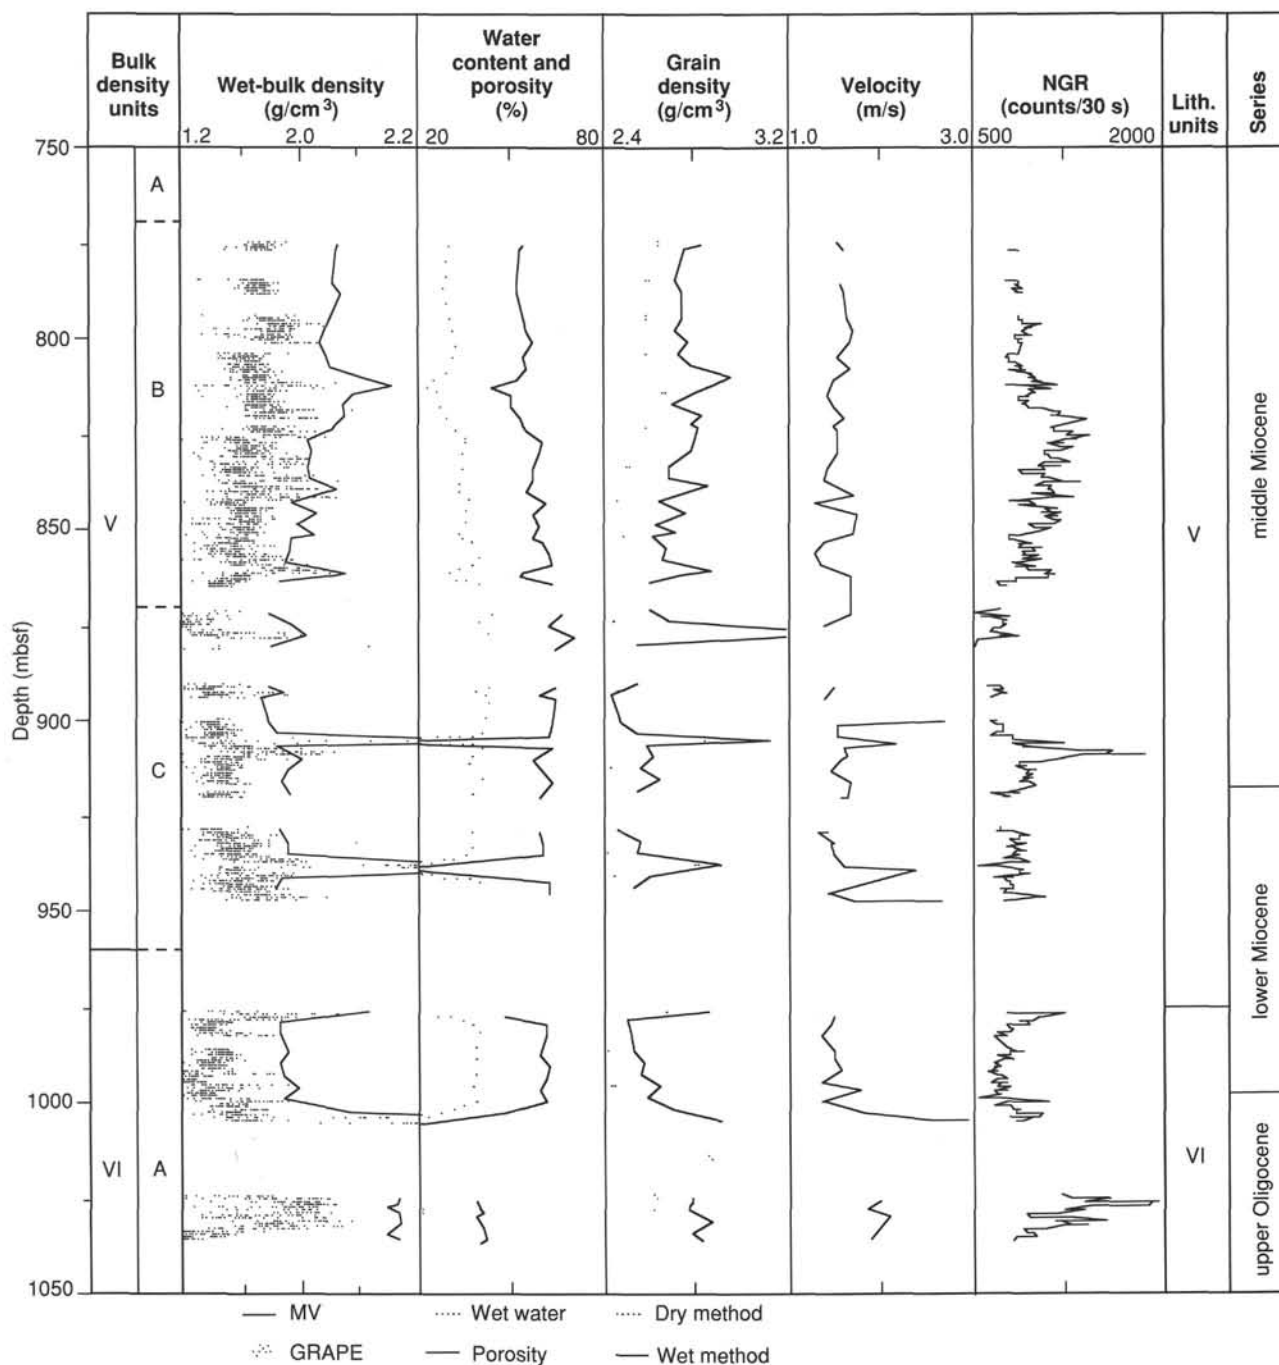 Bulk
density
units
Wet-bulk density
(g/cm3)
Water
content and
porosity
(%)
Grain
density
(g/cm3)
Velocity
(m/s)
NGR
(counts/30 s)
Lith.
units
Series
1.2 2.0 2.2 20 80 2.4 3.2 1.0 3.0 500 2000
750
A
800
B
middle Miocene
V
850
V
Depth (mbsf)
900
C
950
lower Miocene
1000
VI
A
VI
upper Oligocene
1050
MV
Wet water
Dry method
GRAPE
Porosity
Wet method